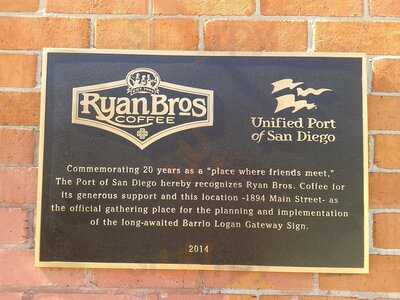 Ryan Bros
COFFEE
Unified Port
of San Diego
Commemorating 20 years as a "place where friends meet,"
The Port of San Diego hereby recognizes Ryan Bros. Coffee for
its generous support and this location -1894 Main Street- as
the official gathering place for the planning and implementation
of the long-awaited Barrio Logan Gateway Sign.
2014